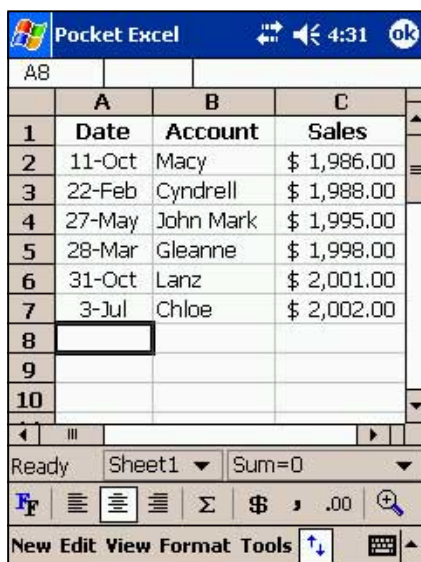 Pocket Excel 4:31 ok
A8
A B C
1 Date Account Sales
2 11-Oct Macy $ 1,986.00
3 22-Feb Cyndrell $ 1,988.00
4 27-May John Mark $ 1,995.00
5 28-Mar Gleanne $ 1,998.00
6 31-Oct Lanz $ 2,001.00
7 3-Jul Chloe $ 2,002.00
8
9
10
Ready Sheet1 Sum=0
FF Σ $ , .00
New Edit View Format Tools